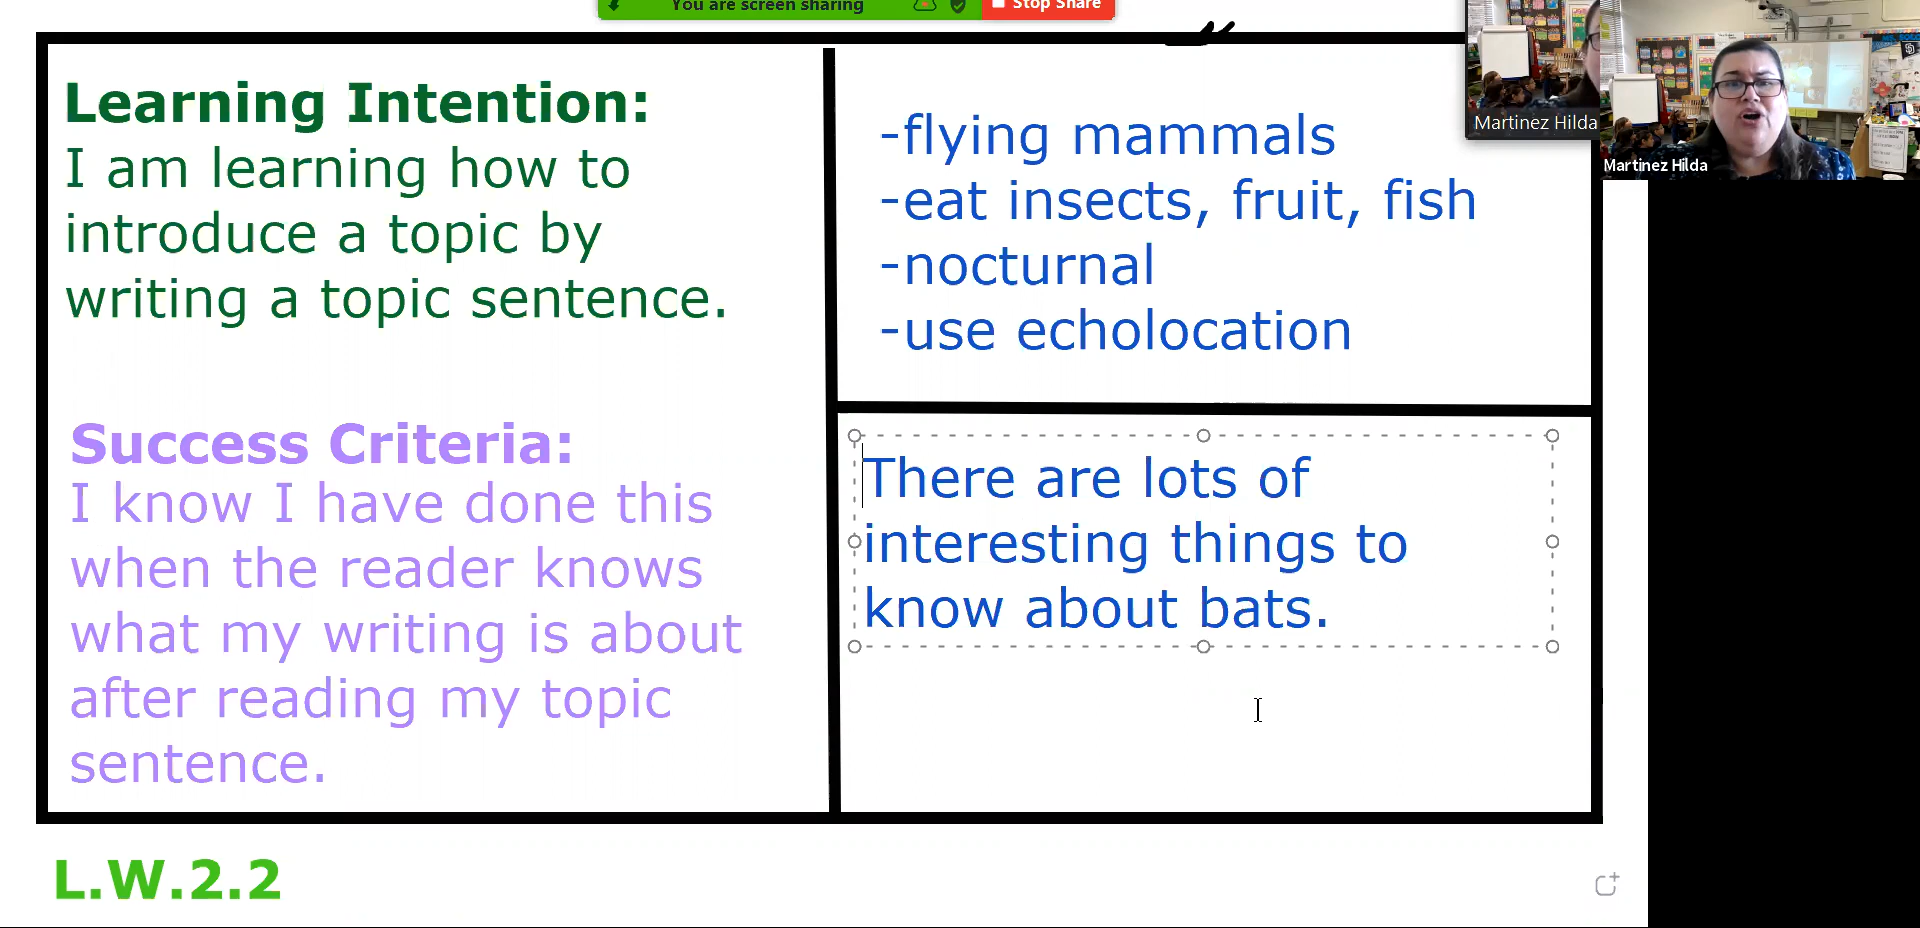 You are screen sharing
Stop Share
Learning Intention:
I am learning how to
introduce a topic by
writing a topic sentence.
Success Criteria:
I know I have done this
when the reader knows
what my writing is about
after reading my topic
sentence.
-flying mammals
-eat insects, fruit, fish
-nocturnal
-use echolocation
There are lots of
interesting things to
know about bats.
Martinez Hilda
Martinez Hilda
L.W.2.2